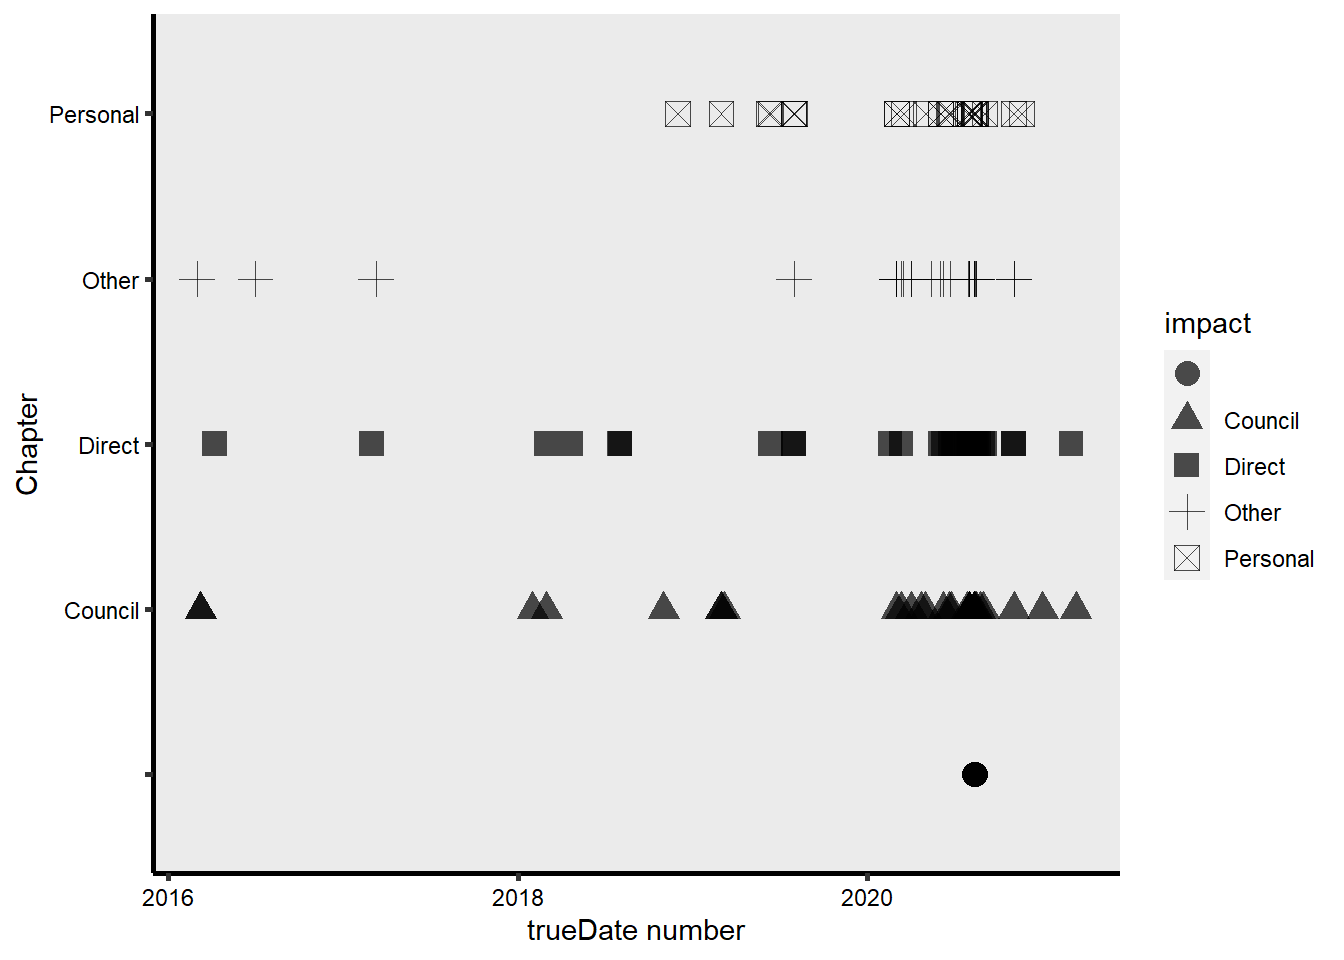 Personal
Other
Direct
Council
Chapter
2016
2018
2020
trueDate number
impact
Council
Direct
Other
Personal